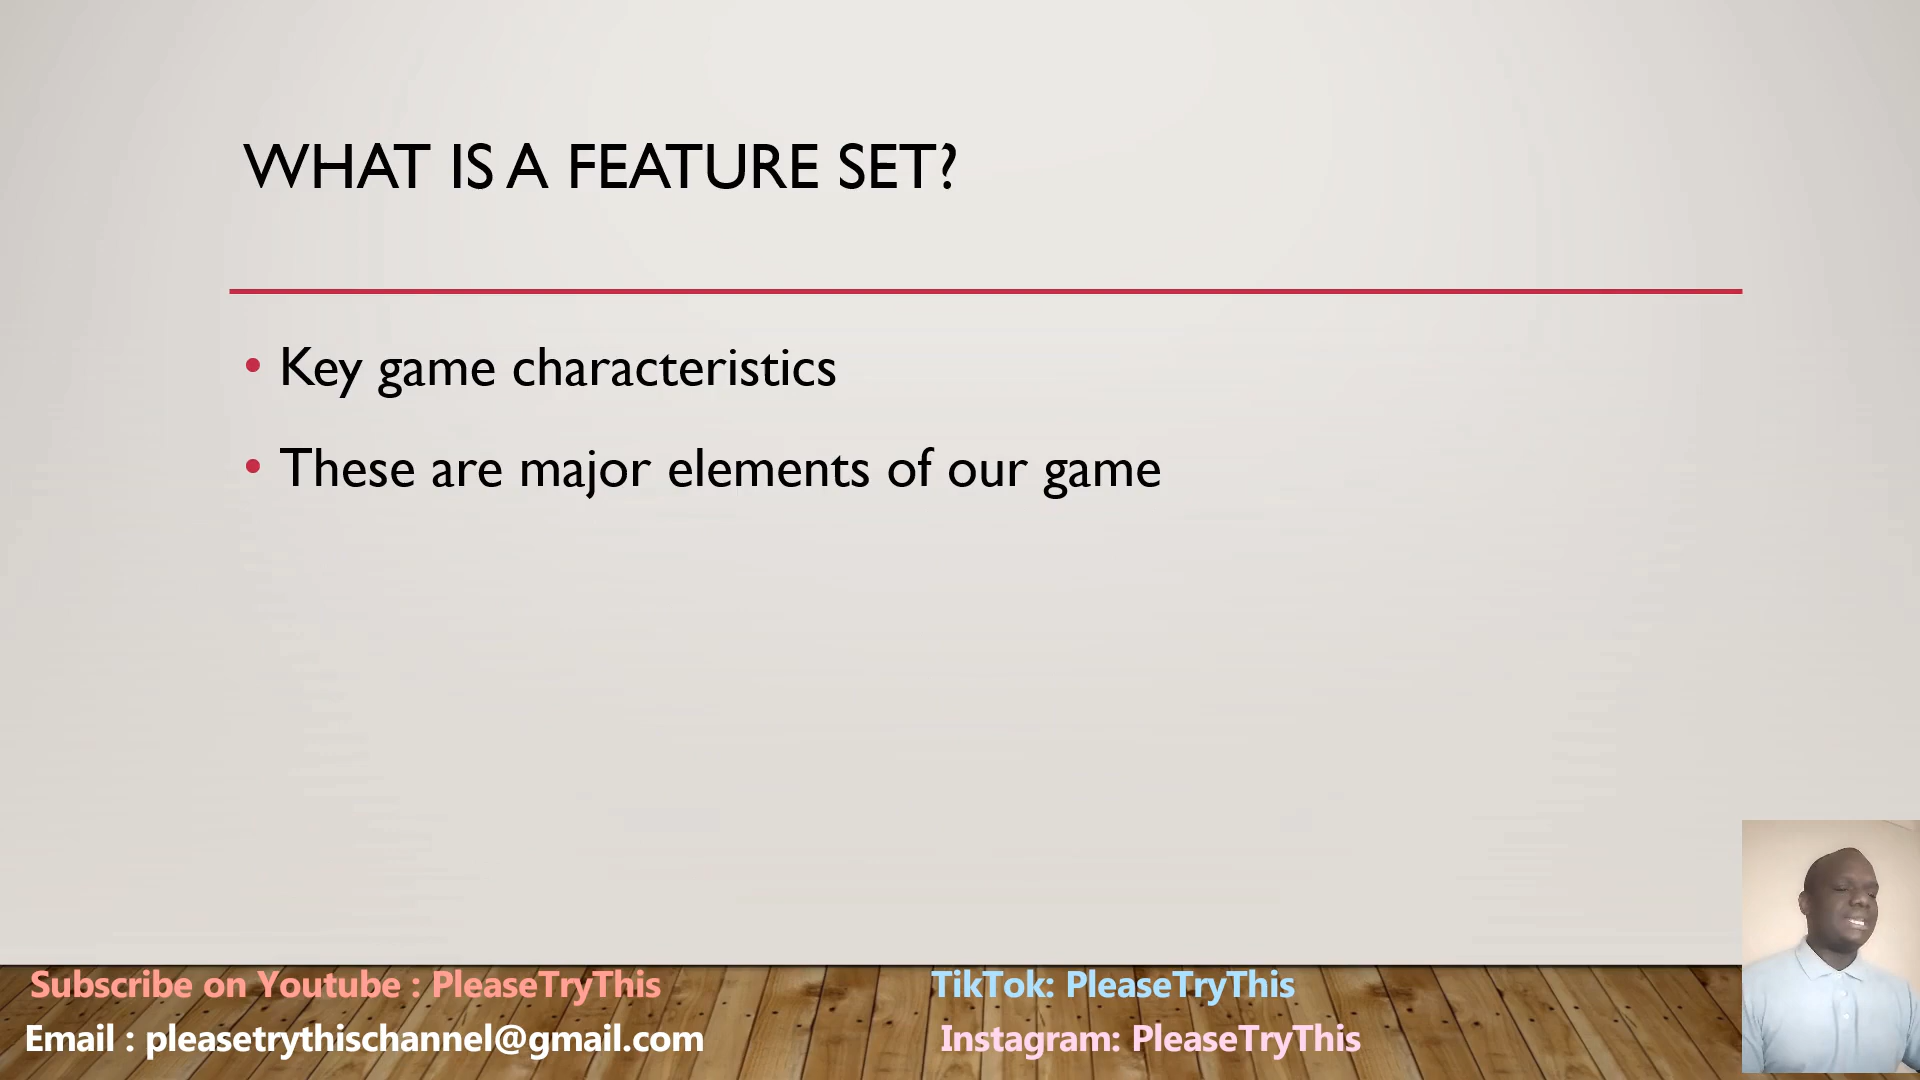 WHAT IS A FEATURE SET?
• Key game characteristics
• These are major elements of our game
Subscribe on Youtube : PleaseTryThis
TikTok: PleaseTryThis
Email : pleasetrythischannel@gmail.com
Instagram: PleaseTryThis